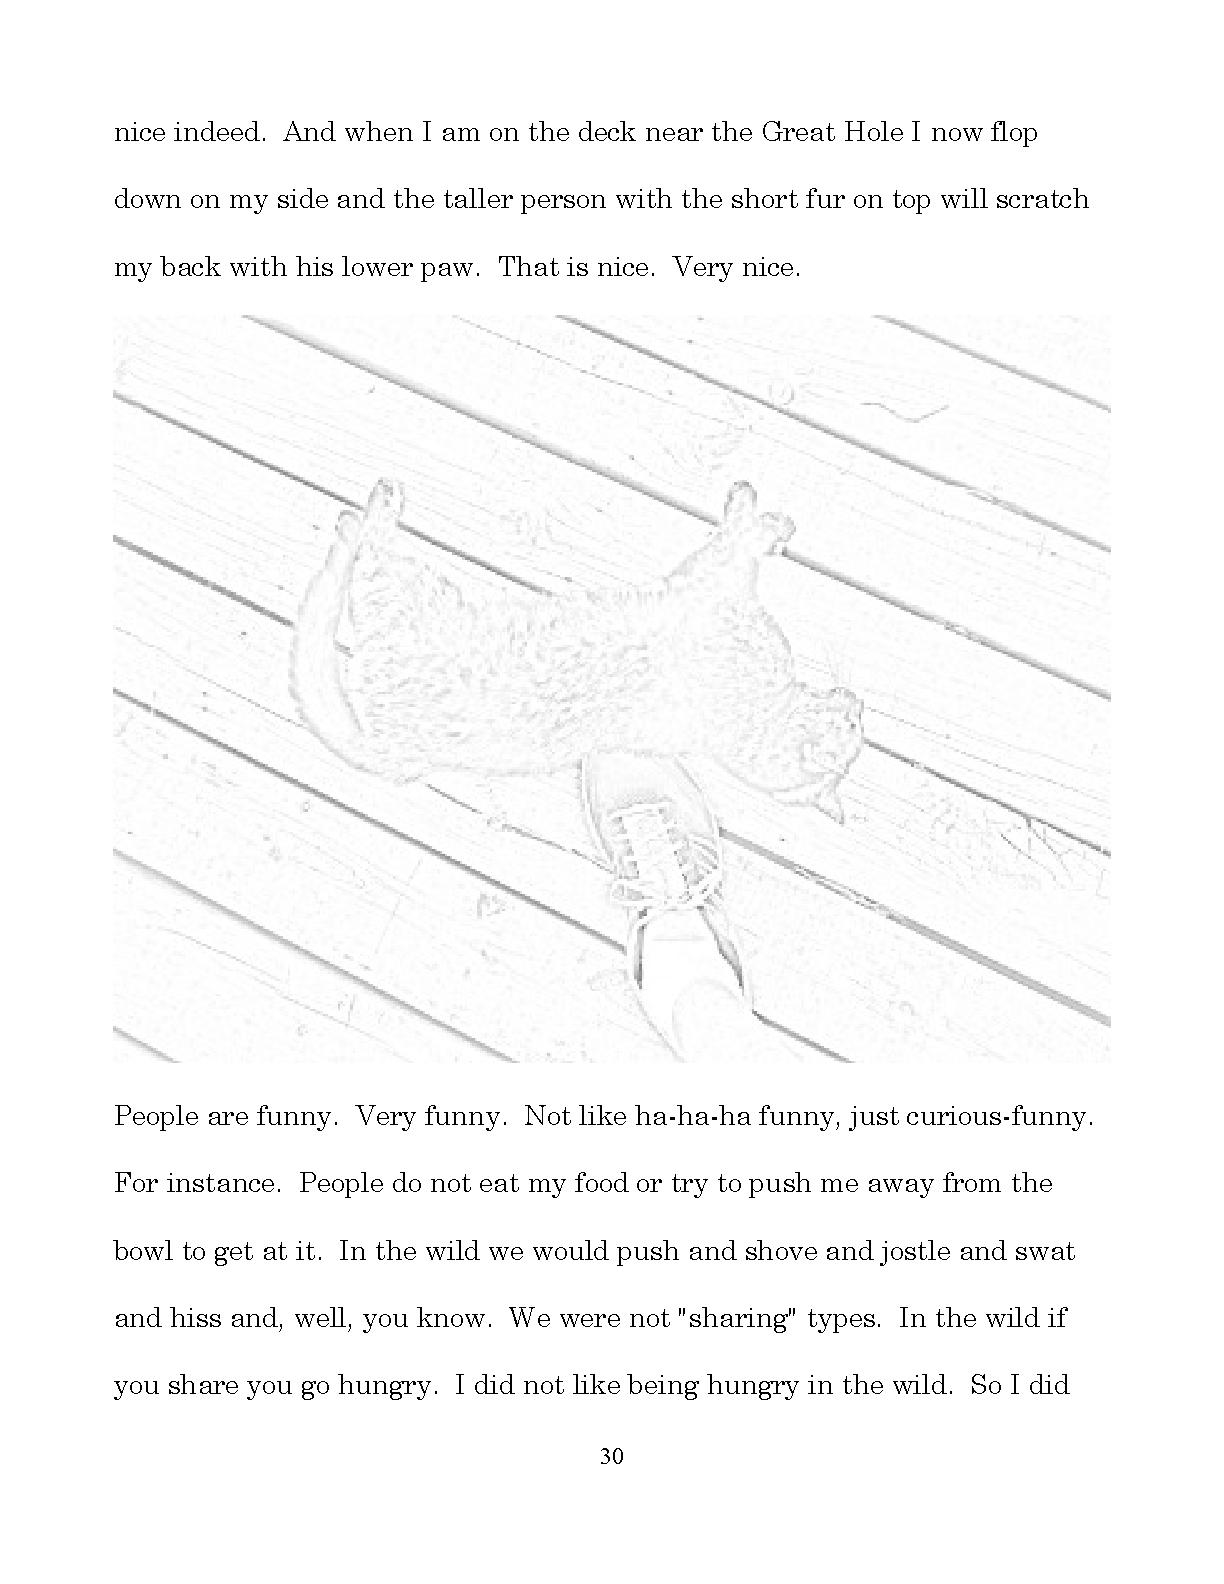 nice indeed.  And when I am on the deck near the Great Hole I now flop
down on my side and the taller person with the short fur on top will scratch
my back with his lower paw.  That is nice.  Very nice.
People are funny.  Very funny.  Not like ha-ha-ha funny, just curious-funny.
For instance.  People do not eat my food or try to push me away from the
bowl to get at it.  In the wild we would push and shove and jostle and swat
and hiss and, well, you know.  We were not "sharing" types.  In the wild if
you share you go hungry.  I did not like being hungry in the wild.  So I did
30